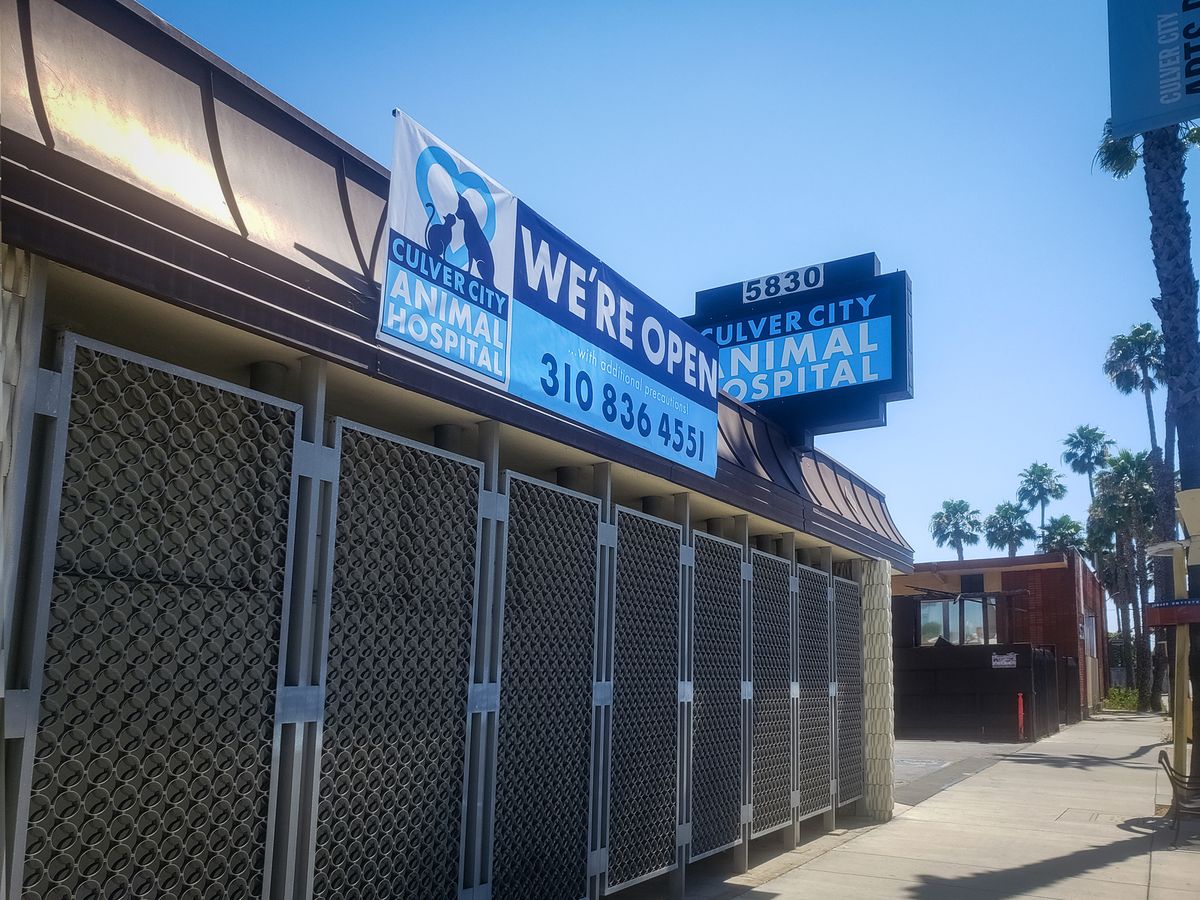 CULVER CITY
ANIMAL
HOSPITAL
WE'RE OPEN
...with additional precautions!
310 836 4551
5830
CULVER CITY
ANIMAL
HOSPITAL
CULVER CITY
ARTS